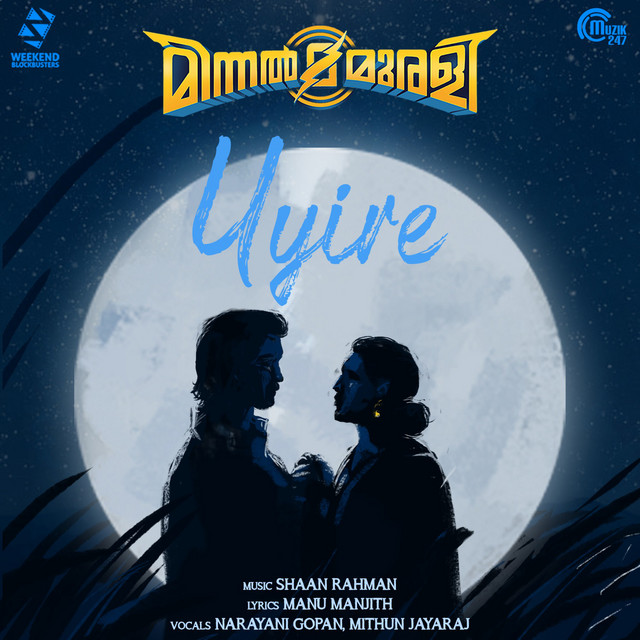 WEEKEND
BLOCKBUSTERS
MUZIK
247
മിന്നൽ മുരളി
Uyire
MUSIC SHAAN RAHMAN
LYRICS MANU MANJITH
VOCALS NARAYANI GOPAN, MITHUN JAYARAJ